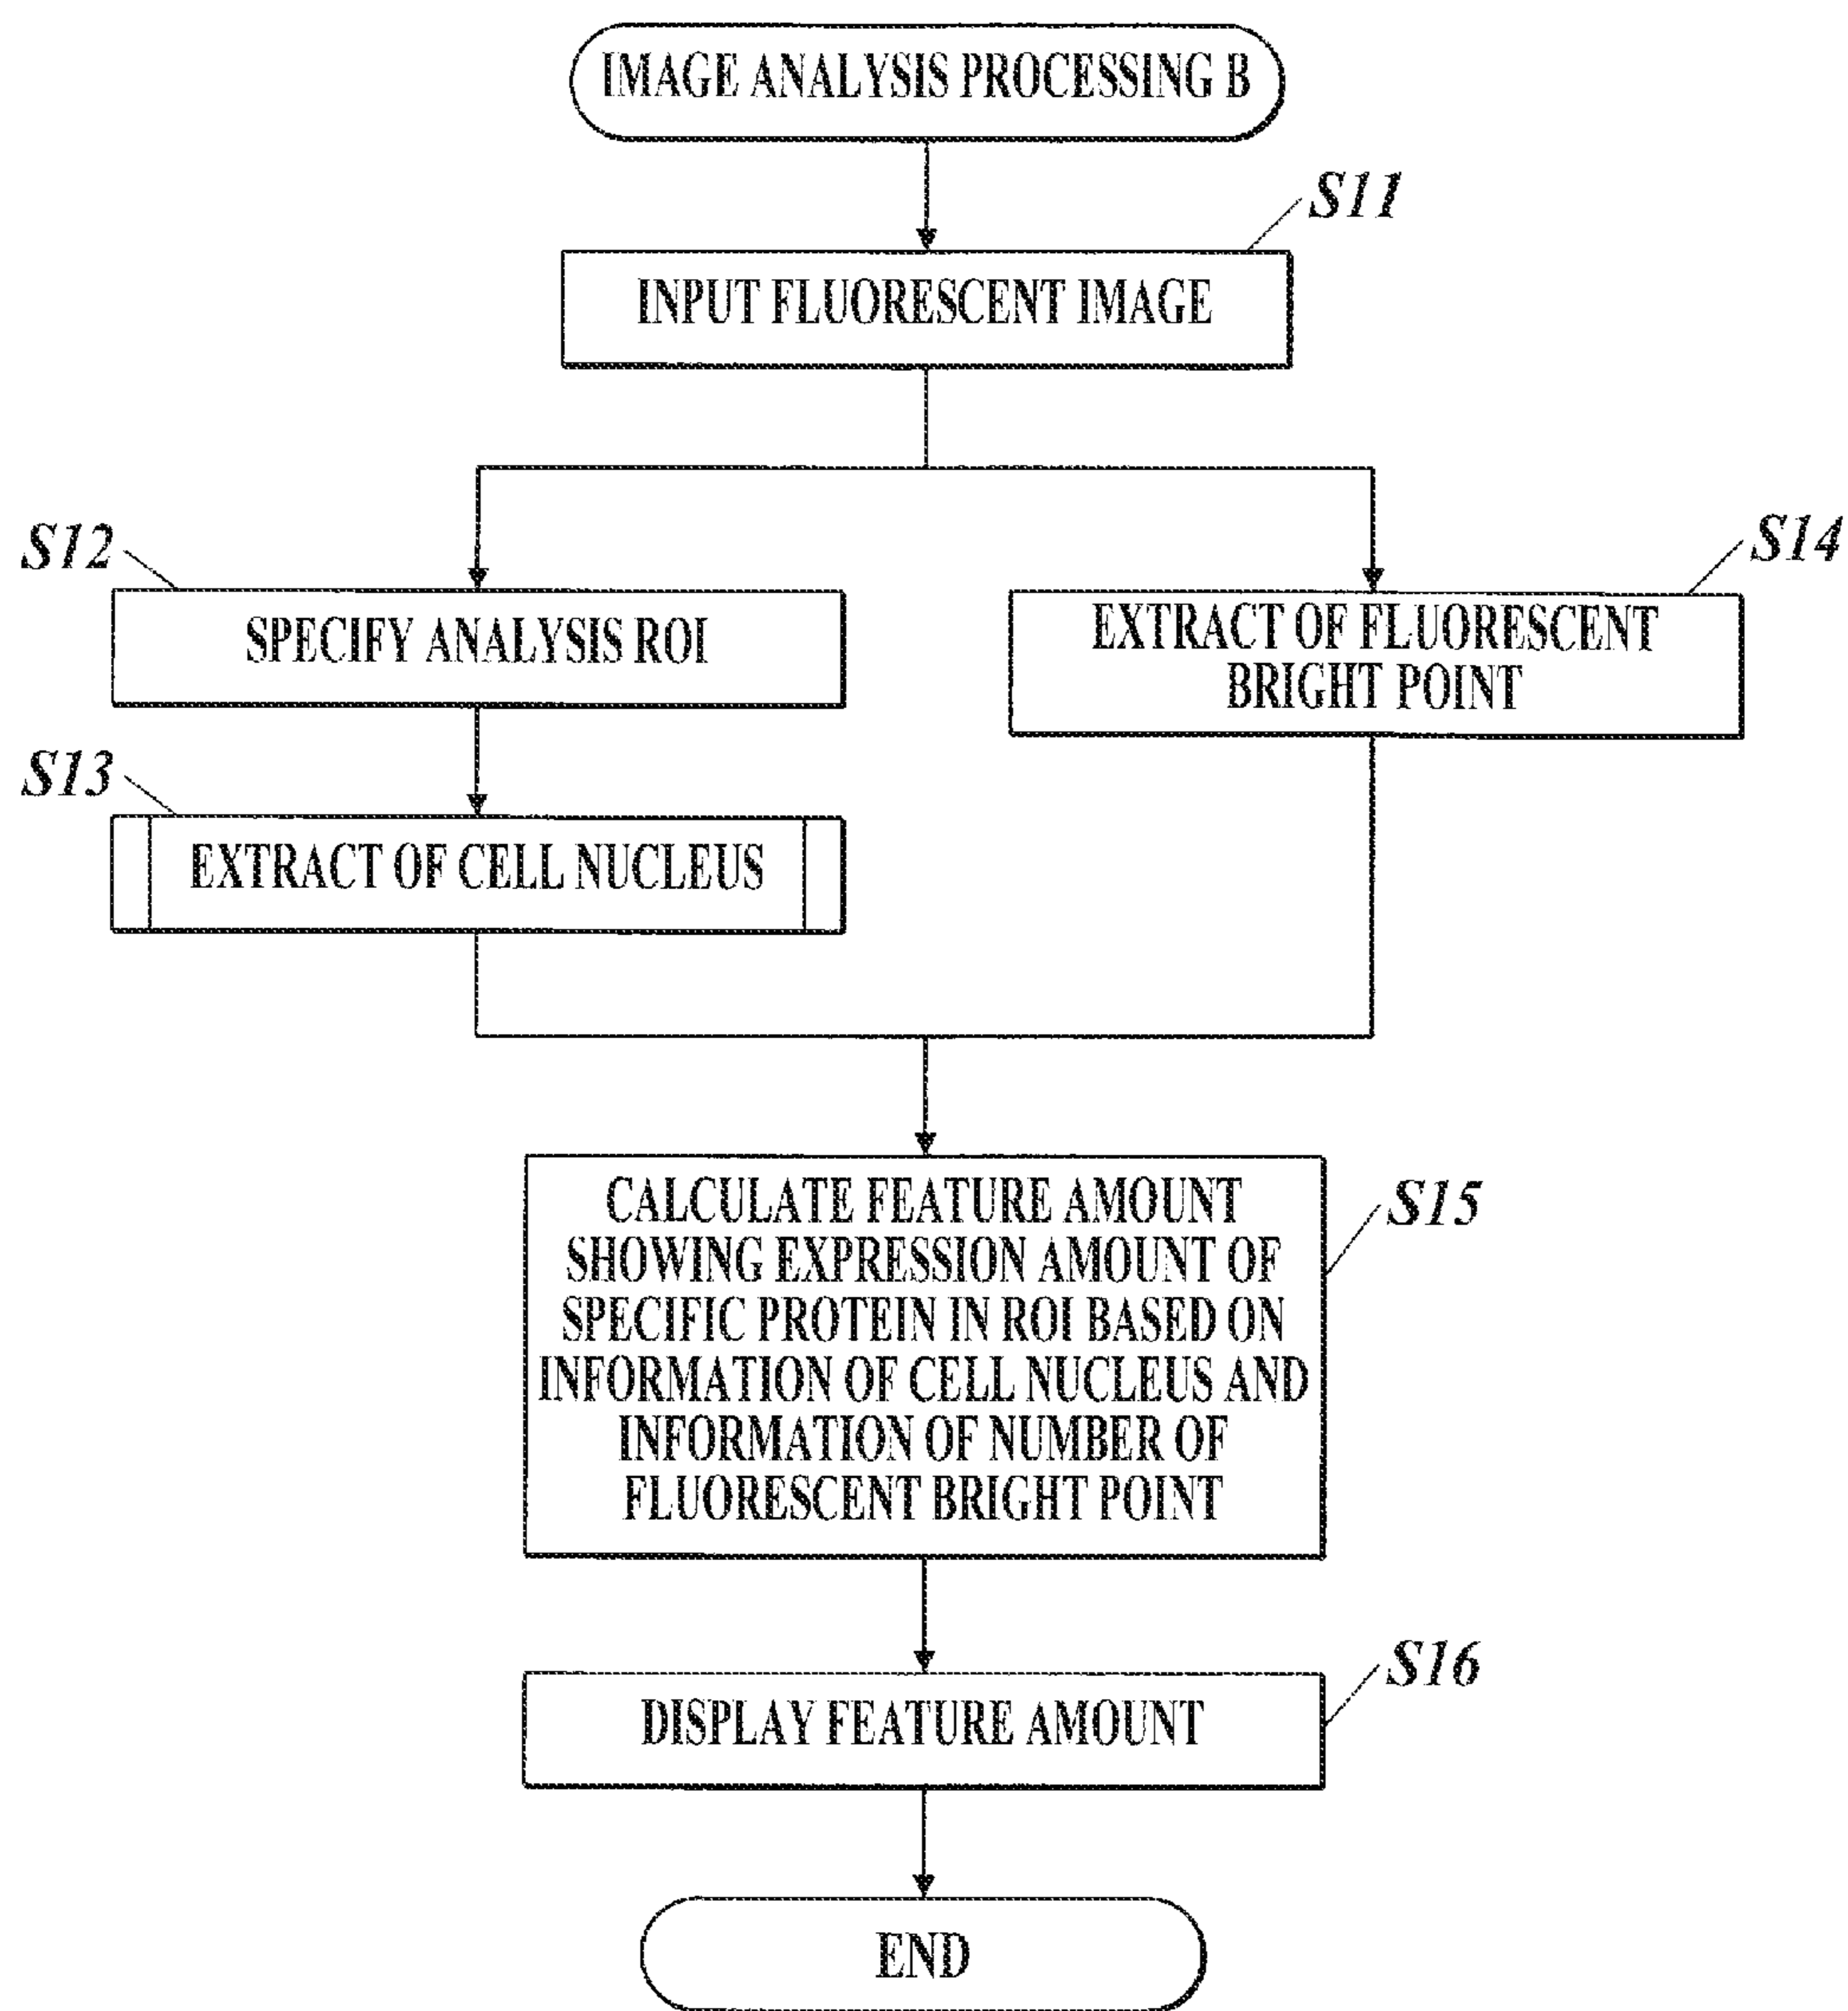 IMAGE ANALYSIS PROCESSING B
S11
INPUT FLUORESCENT IMAGE
S12
SPECIFY ANALYSIS ROI
S14
EXTRACT OF FLUORESCENT
BRIGHT POINT
S13
EXTRACT OF CELL NUCLEUS
S15
CALCULATE FEATURE AMOUNT
SHOWING EXPRESSION AMOUNT OF
SPECIFIC PROTEIN IN ROI BASED ON
INFORMATION OF CELL NUCLEUS AND
INFORMATION OF NUMBER OF
FLUORESCENT BRIGHT POINT
S16
DISPLAY FEATURE AMOUNT
END